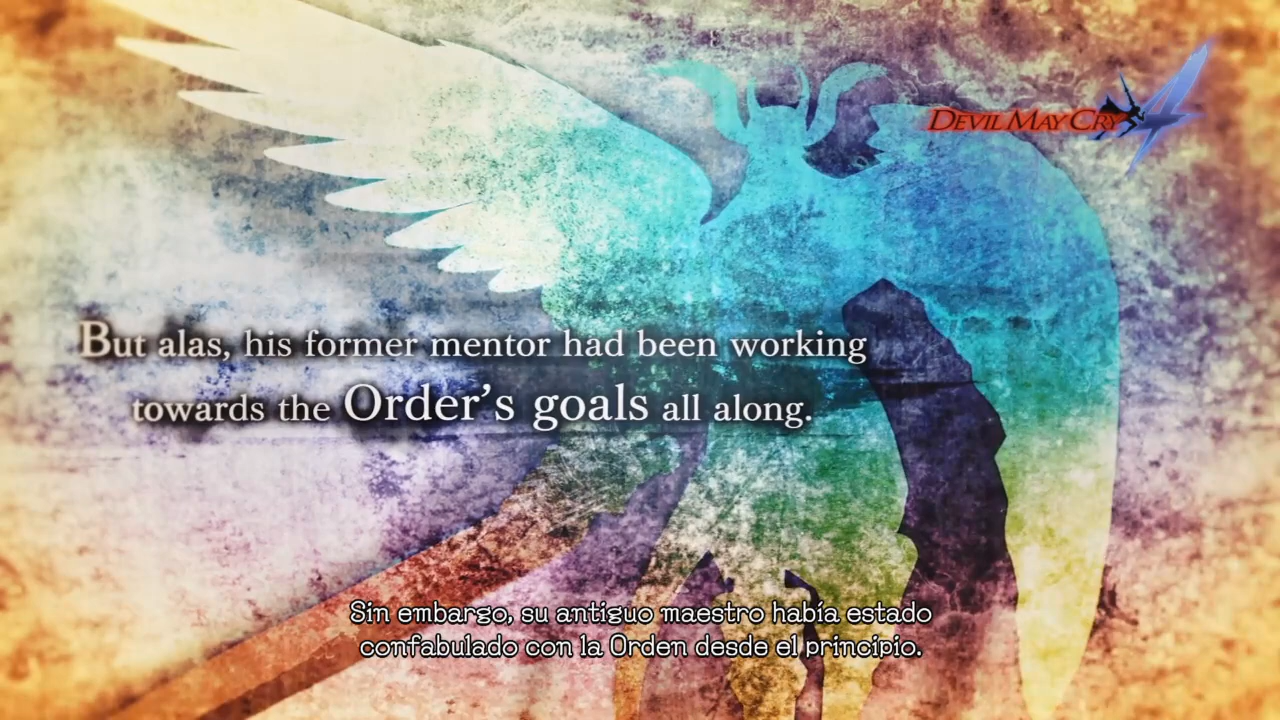 DEVIL MAY CRY 4
But alas, his former mentor had been working
towards the Order's goals all along.
Sin embargo, su antiguo maestro había estado
confabulado con la Orden desde el principio.